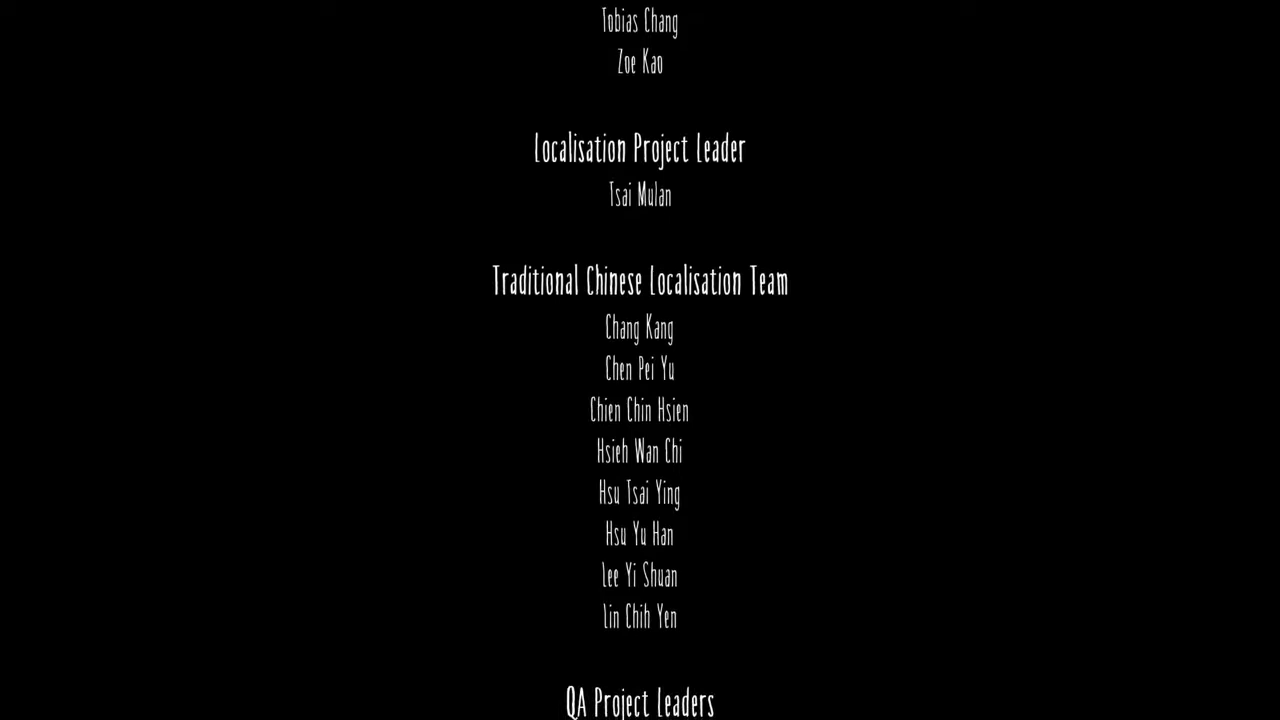 Tobias Chang
Zoe Kao
Localisation Project Leader
Tsai Mulan
Traditional Chinese Localisation Team
Chang Kang
Chen Pei Yu
Chien Chin Hsien
Hsieh Wan Chi
Hsu Tsai Ying
Hsu Yu Han
Lee Yi Shuan
Lin Chih Yen
QA Project Leaders